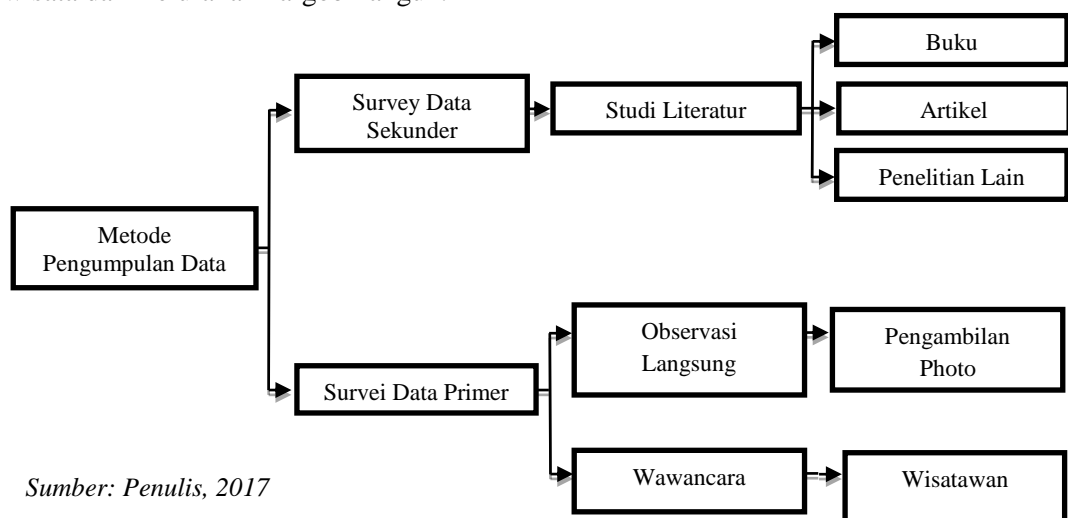 Buku
Survey Data
Sekunder
Studi Literatur
Artikel
Penelitian Lain
Metode
Pengumpulan Data
Observasi
Langsung
Pengambilan
Photo
Survei Data Primer
Wawancara
Wisatawan
Sumber: Penulis, 2017